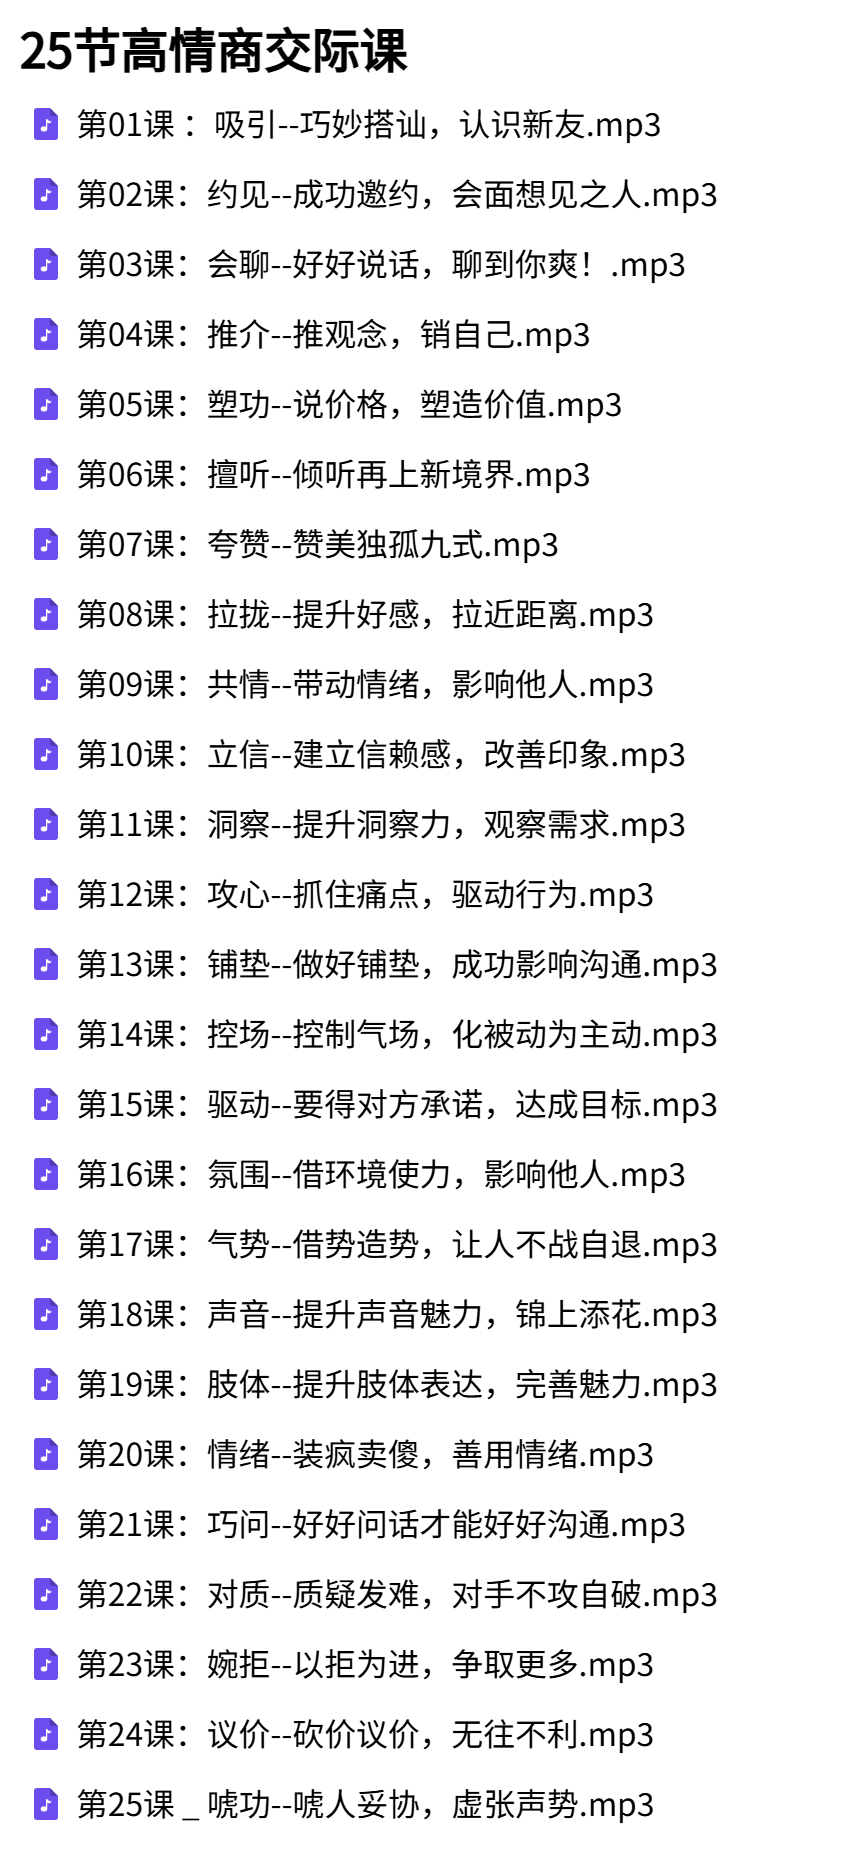 25节高情商交际课
第01课 ： 吸引--巧妙搭讪，认识新友.mp3
第02课：约见--成功邀约，会面想见之人.mp3
第03课：会聊--好好说话，聊到你爽！.mp3
第04课：推介--推观念，销自己.mp3
第05课：塑功--说价格，塑造价值.mp3
第06课：擅听--倾听再上新境界.mp3
第07课：夸赞--赞美独孤九式.mp3
第08课：拉拢--提升好感，拉近距离.mp3
第09课：共情--带动情绪，影响他人.mp3
第10课：立信--建立信赖感，改善印象.mp3
第11课：洞察--提升洞察力，观察需求.mp3
第12课：攻心--抓住痛点，驱动行为.mp3
第13课：铺垫--做好铺垫，成功影响沟通.mp3
第14课：控场--控制气场，化被动为主动.mp3
第15课：驱动--要得对方承诺，达成目标.mp3
第16课：氛围--借环境使力，影响他人.mp3
第17课：气势--借势造势，让人不战自退.mp3
第18课：声音--提升声音魅力，锦上添花.mp3
第19课：肢体--提升肢体表达，完善魅力.mp3
第20课：情绪--装疯卖傻，善用情绪.mp3
第21课：巧问--好好问话才能好好沟通.mp3
第22课：对质--质疑发难，对手不攻自破.mp3
第23课：婉拒--以拒为进，争取更多.mp3
第24课：议价--砍价议价，无往不利.mp3
第25课 _ 唬功--唬人妥协，虚张声势.mp3